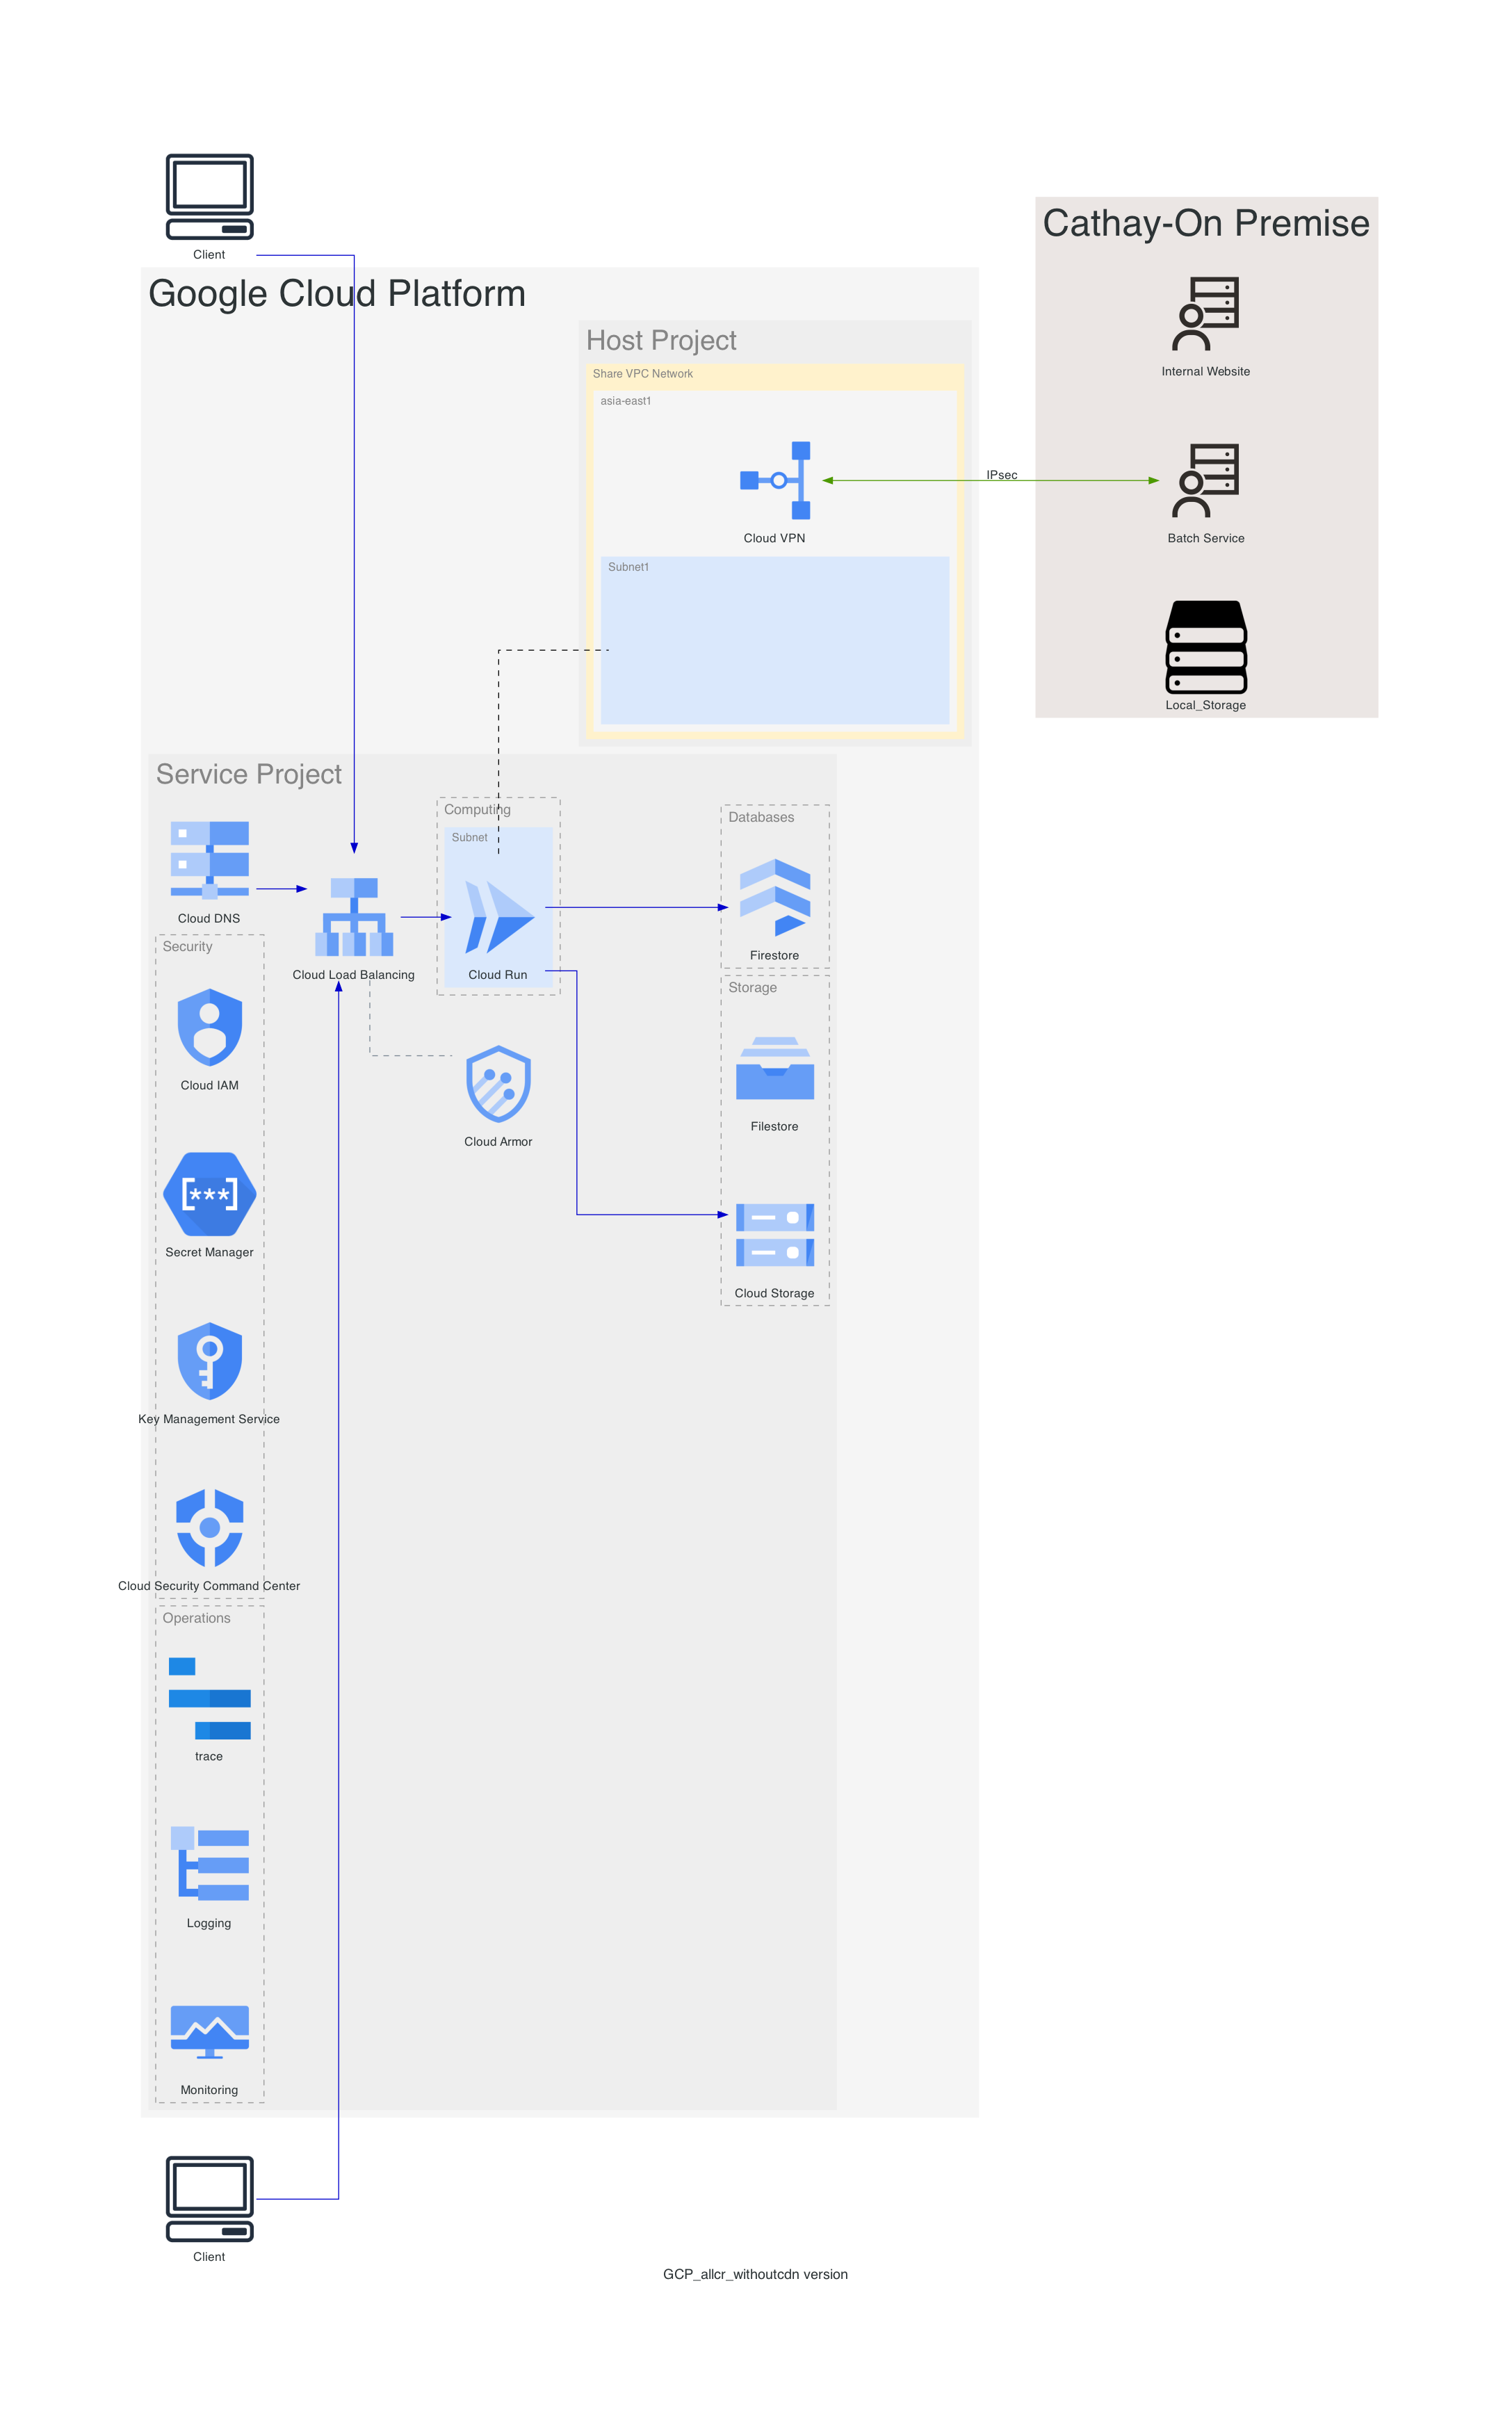 Client
Google Cloud Platform
Host Project
Share VPC Network
asia-east1
Cloud VPN
Subnet1
IPsec
Cathay-On Premise
Internal Website
Batch Service
Local_Storage
Service Project
Cloud DNS
Cloud Load Balancing
Computing
Subnet
Cloud Run
Cloud Armor
Databases
Firestore
Storage
Filestore
Cloud Storage
Security
Cloud IAM
Secret Manager
Key Management Service
Cloud Security Command Center
Operations
trace
Logging
Monitoring
Client
GCP_allcr_withoutcdn version